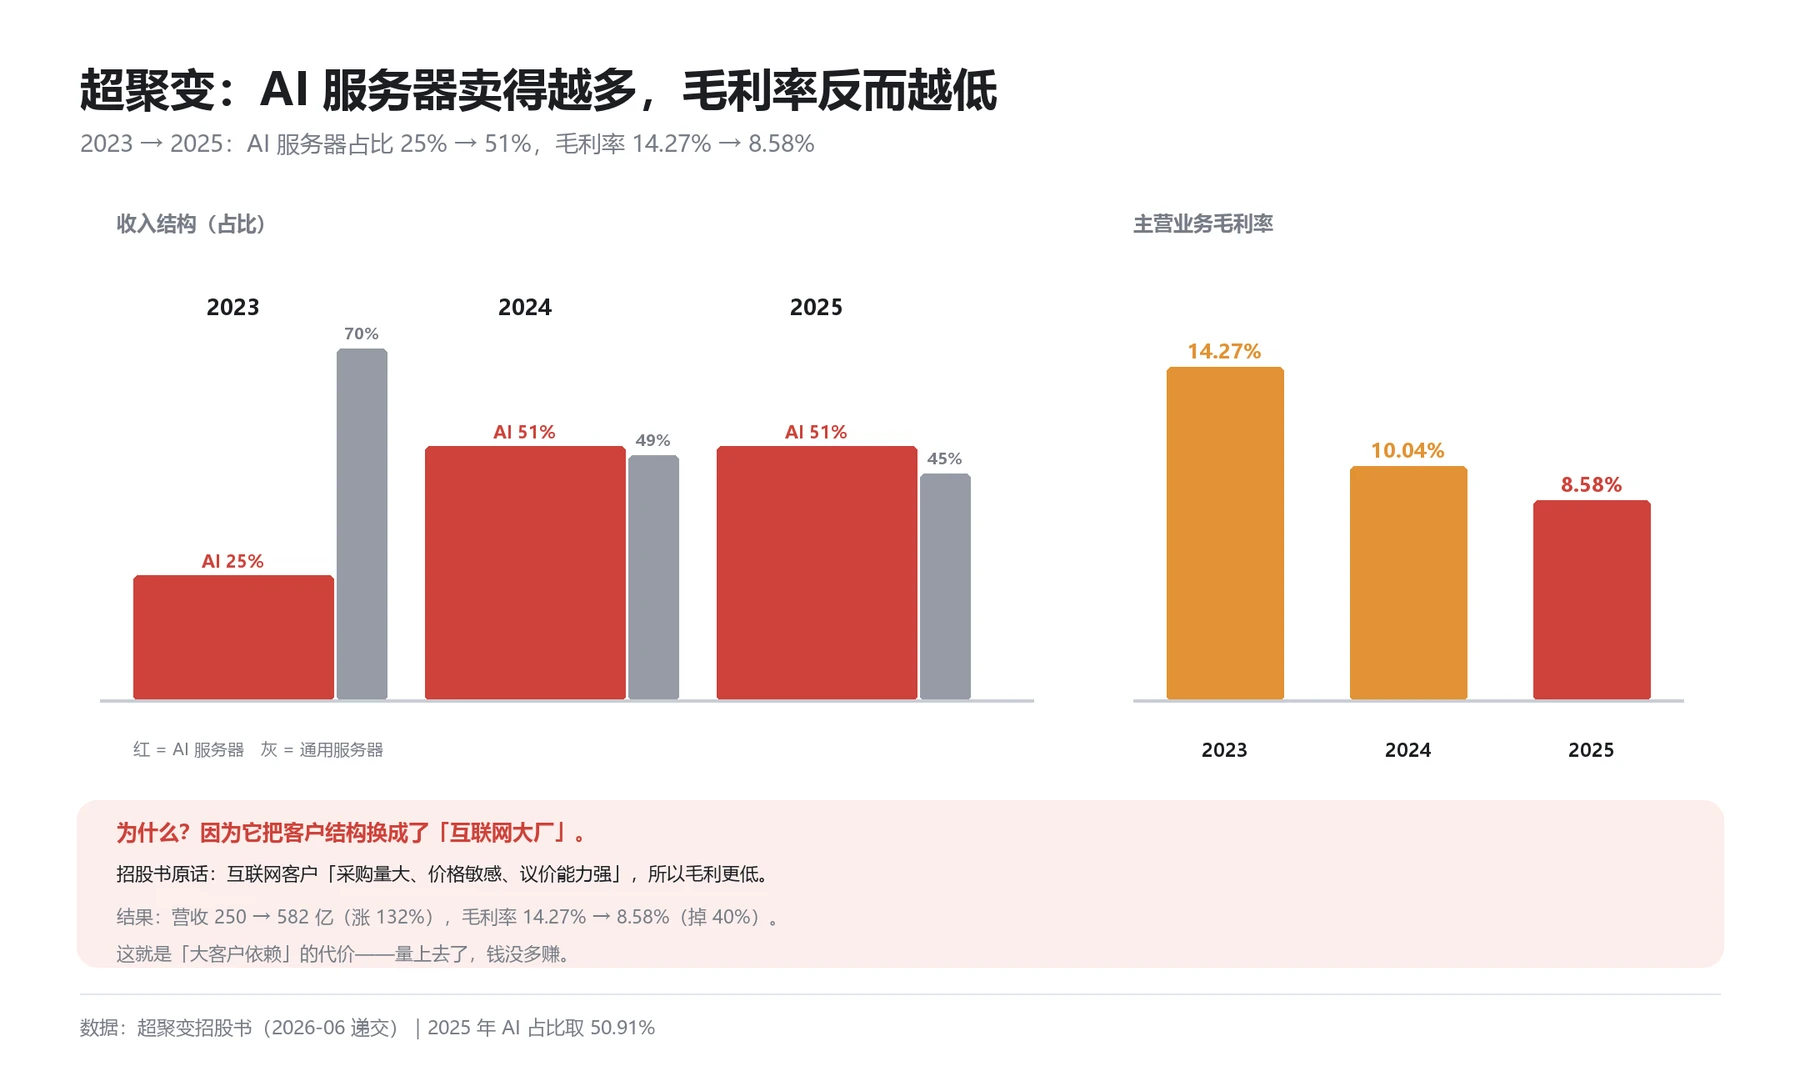 超聚变：AI 服务器卖得越多，毛利率反而越低
2023 → 2025：AI 服务器占比 25% → 51%，毛利率 14.27% → 8.58%
收入结构（占比）
2023
2024
2025
70%
AI 51%
49%
AI 51%
45%
AI 25%
红 = AI 服务器 灰 = 通用服务器
主营业务毛利率
14.27%
10.04%
8.58%
2023
2024
2025
为什么？因为它把客户结构换成了「互联网大厂」。
招股书原话：互联网客户「采购量大、价格敏感、议价能力强」，所以毛利更低。
结果：营收 250 → 582 亿（涨 132%），毛利率 14.27% → 8.58%（掉 40%）。
这就是「大客户依赖」的代价——量上去了，钱没多赚。
数据：超聚变招股书（2026-06 递交） | 2025 年 AI 占比取 50.91%